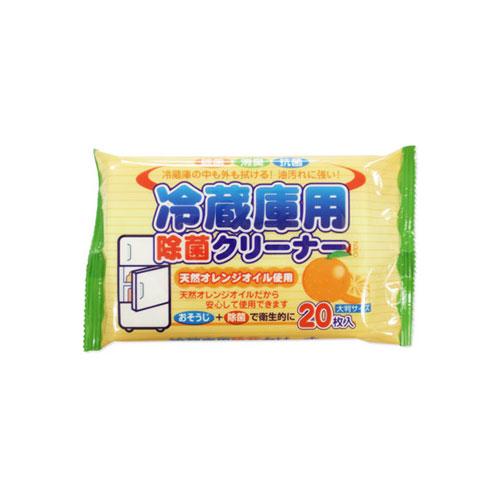 除菌 消臭 抗菌
冷蔵庫の中も外も拭ける！油汚れに強い！
冷蔵庫用
除菌クリーナー
天然オレンジオイル使用
天然オレンジオイルだから
安心して使用できます
おそうじ+除菌で衛生的に
大判サイズ
20枚入